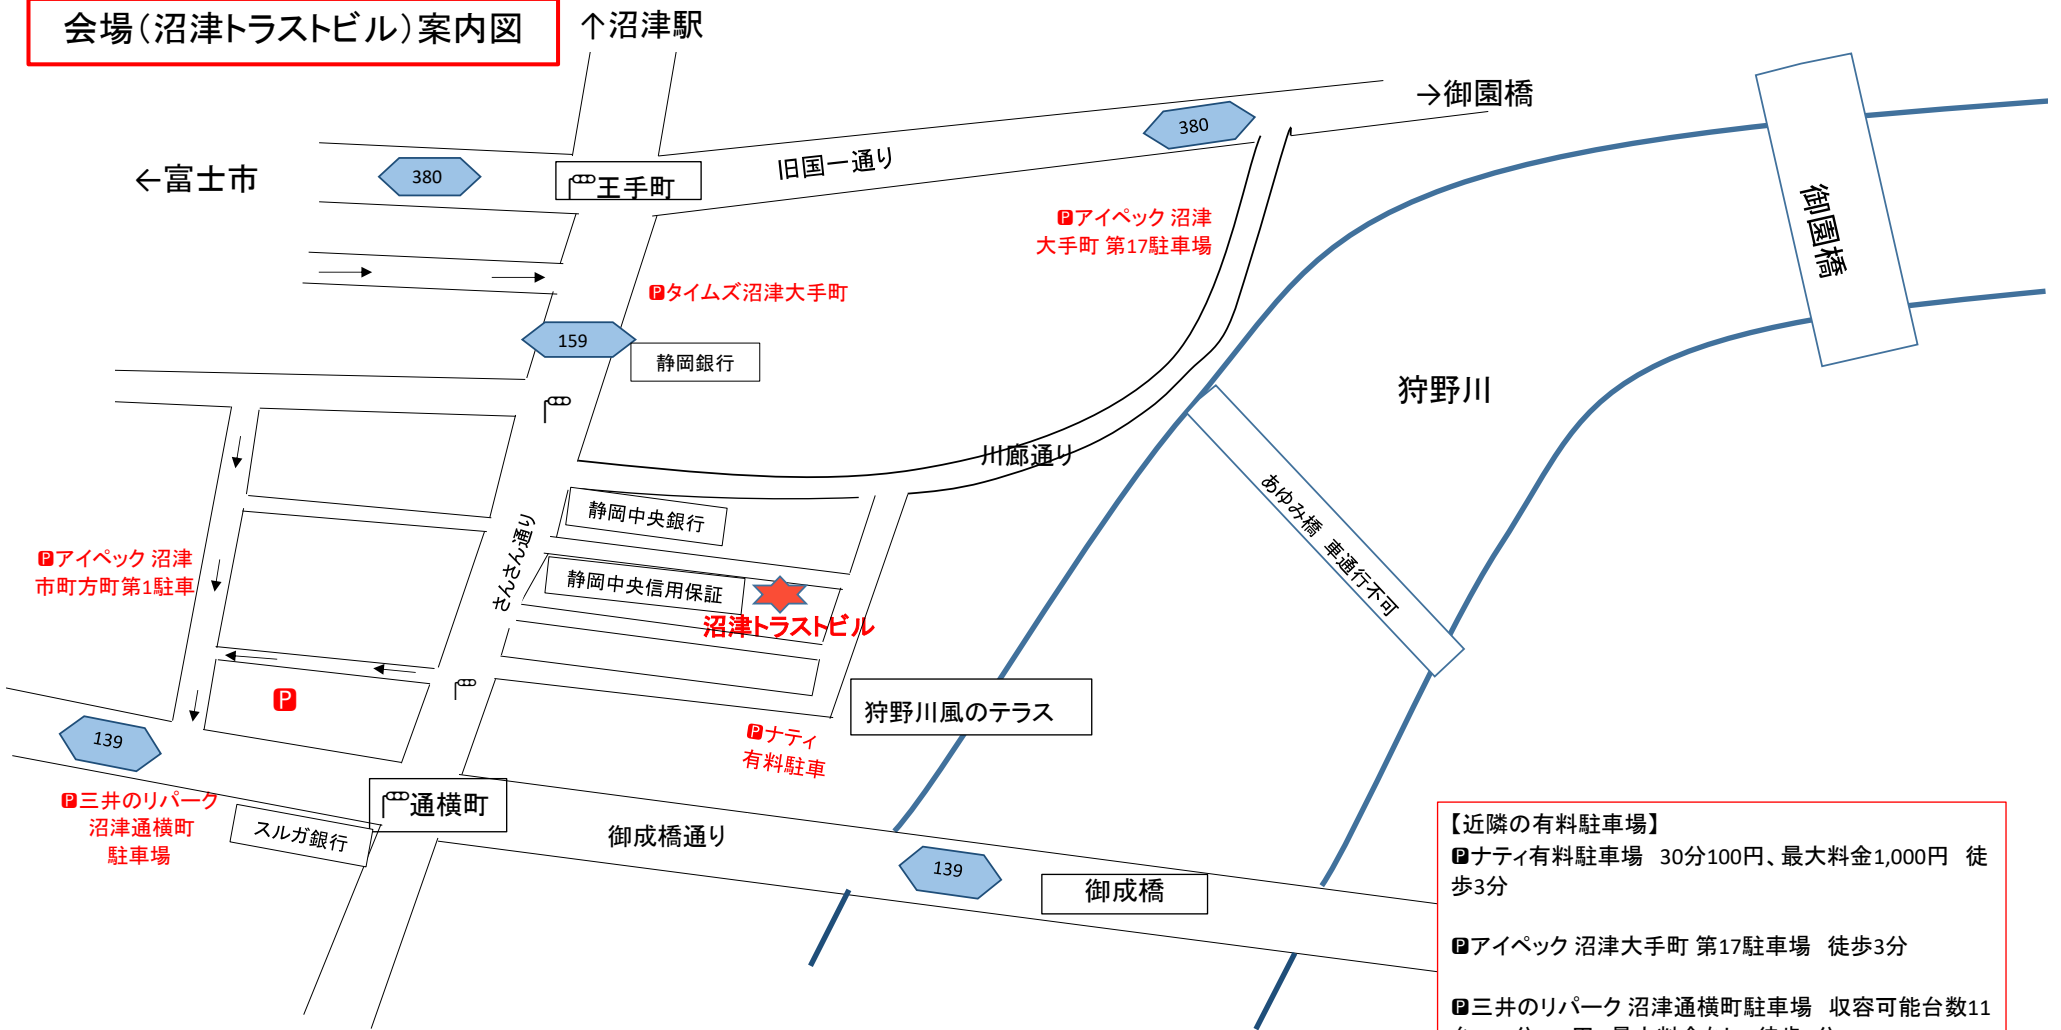 会場(沼津トラストビル)案内図
↑沼津駅
→御園橋
←富士市
380
380
王手町
旧国一通り
御園橋
🅿アイペック 沼津
大手町 第17駐車場
🅿タイムズ沼津大手町
159
静岡銀行
狩野川
川廊通り
あゆみ橋 車通行不可
静岡中央銀行
さんさん通り
静岡中央信用保証
沼津トラストビル
🅿アイペック 沼津
市町方町第1駐車
🅿
139
狩野川風のテラス
🅿ナティ
有料駐車
🅿三井のリパーク
沼津通横町
駐車場
スルガ銀行
通横町
御成橋通り
139
御成橋
【近隣の有料駐車場】
🅿ナティ有料駐車場 30分100円、最大料金1,000円 徒
歩3分
🅿アイペック 沼津大手町 第17駐車場 徒歩3分
🅿三井のリパーク 沼津通横町駐車場 収容可能台数11